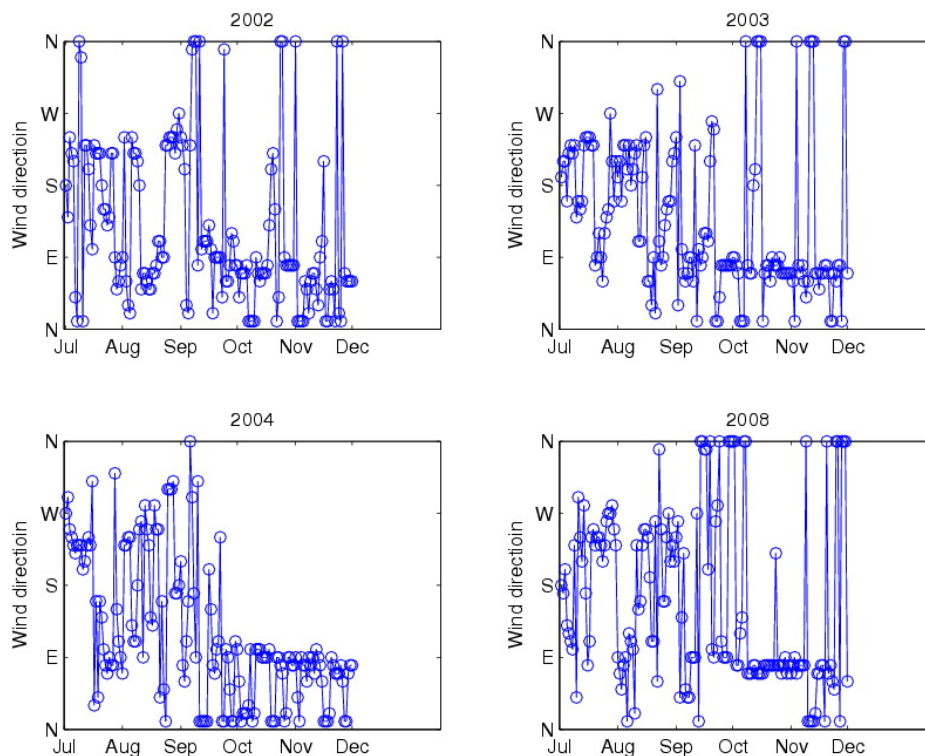 2002
N
W
S
E
N
Wind directioin
Jul Aug Sep Oct Nov Dec
2003
N
W
S
E
N
Wind directioin
Jul Aug Sep Oct Nov Dec
2004
N
W
S
E
N
Wind directioin
Jul Aug Sep Oct Nov Dec
2008
N
W
S
E
N
Wind directioin
Jul Aug Sep Oct Nov Dec